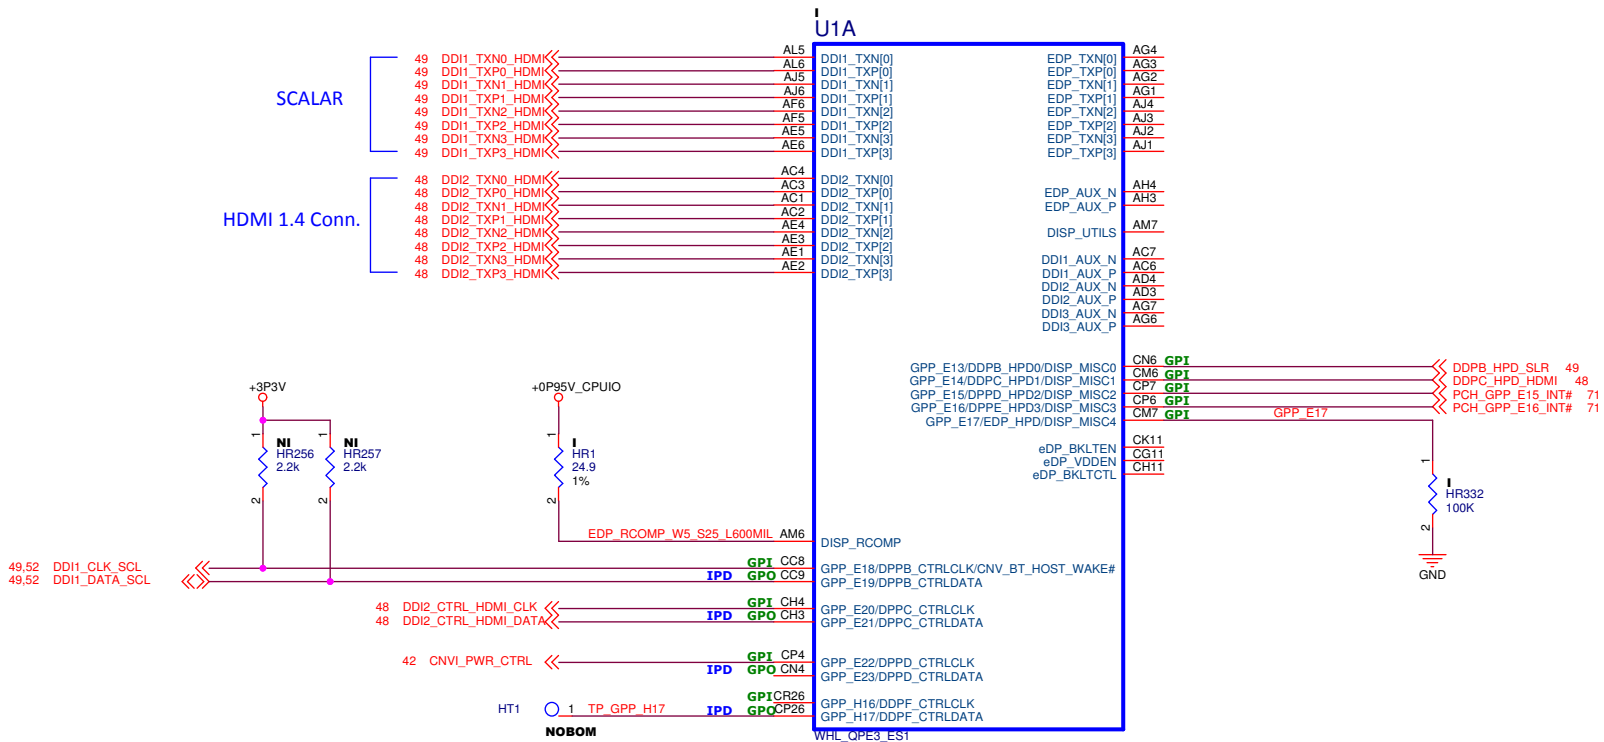 I
U1A
SCALAR
49 DDI1_TXN0_HDMI AL5 DDI1_TXN[0]
49 DDI1_TXP0_HDMI AL6 DDI1_TXP[0]
49 DDI1_TXN1_HDMI AJ5 DDI1_TXN[1]
49 DDI1_TXP1_HDMI AJ6 DDI1_TXP[1]
49 DDI1_TXN2_HDMI AF6 DDI1_TXN[2]
49 DDI1_TXP2_HDMI AF5 DDI1_TXP[2]
49 DDI1_TXN3_HDMI AE5 DDI1_TXN[3]
49 DDI1_TXP3_HDMI AE6 DDI1_TXP[3]
HDMI 1.4 Conn.
48 DDI2_TXN0_HDMI AC4 DDI2_TXN[0]
48 DDI2_TXP0_HDMI AC3 DDI2_TXP[0]
48 DDI2_TXN1_HDMI AC1 DDI2_TXN[1]
48 DDI2_TXP1_HDMI AC2 DDI2_TXP[1]
48 DDI2_TXN2_HDMI AE4 DDI2_TXN[2]
48 DDI2_TXP2_HDMI AE3 DDI2_TXP[2]
48 DDI2_TXN3_HDMI AE1 DDI2_TXN[3]
48 DDI2_TXP3_HDMI AE2 DDI2_TXP[3]
EDP_TXN[0] AG4
EDP_TXP[0] AG3
EDP_TXN[1] AG2
EDP_TXP[1] AG1
EDP_TXN[2] AJ4
EDP_TXP[2] AJ3
EDP_TXN[3] AJ2
EDP_TXP[3] AJ1
EDP_AUX_N AH4
EDP_AUX_P AH3
DISP_UTILS AM7
DDI1_AUX_N AC7
DDI1_AUX_P AC6
DDI2_AUX_N AD4
DDI2_AUX_P AD3
DDI3_AUX_N AG7
DDI3_AUX_P AG6
GPP_E13/DDPB_HPD0/DISP_MISC0 CN6 GPI DDPB_HPD_SLR 49
GPP_E14/DDPC_HPD1/DISP_MISC1 CM6 GPI DDPC_HPD_HDMI 48
GPP_E15/DPPD_HPD2/DISP_MISC2 CP7 GPI PCH_GPP_E15_INT# 71
GPP_E16/DPPE_HPD3/DISP_MISC3 CP6 GPI PCH_GPP_E16_INT# 71
GPP_E17/EDP_HPD/DISP_MISC4 CM7 GPI GPP_E17
eDP_BKLTEN CK11
eDP_VDDEN CG11
eDP_BKLTCTL CH11
1
I
HR332
100K
2
GND
+3P3V
1
NI
HR256
2.2k
2
1
NI
HR257
2.2k
2
+0P95V_CPUIO
1
I
HR1
24.9
1%
2
EDP_RCOMP_W5_S25_L600MIL AM6 DISP_RCOMP
49,52 DDI1_CLK_SCL GPI CC8 GPP_E18/DPPB_CTRLCLK/CNV_BT_HOST_WAKE#
49,52 DDI1_DATA_SCL IPD GPO CC9 GPP_E19/DPPB_CTRLDATA
48 DDI2_CTRL_HDMI_CLK GPI CH4 GPP_E20/DPPC_CTRLCLK
48 DDI2_CTRL_HDMI_DATA IPD GPO CH3 GPP_E21/DPPC_CTRLDATA
42 CNVI_PWR_CTRL GPI CP4 GPP_E22/DPPD_CTRLCLK
IPD GPO CN4 GPP_E23/DPPD_CTRLDATA
GPI CR26 GPP_H16/DDPF_CTRLCLK
HT1 1 TP_GPP_H17 IPD GPO CP26 GPP_H17/DDPF_CTRLDATA
NOBOM
WHL_QPE3_ES1